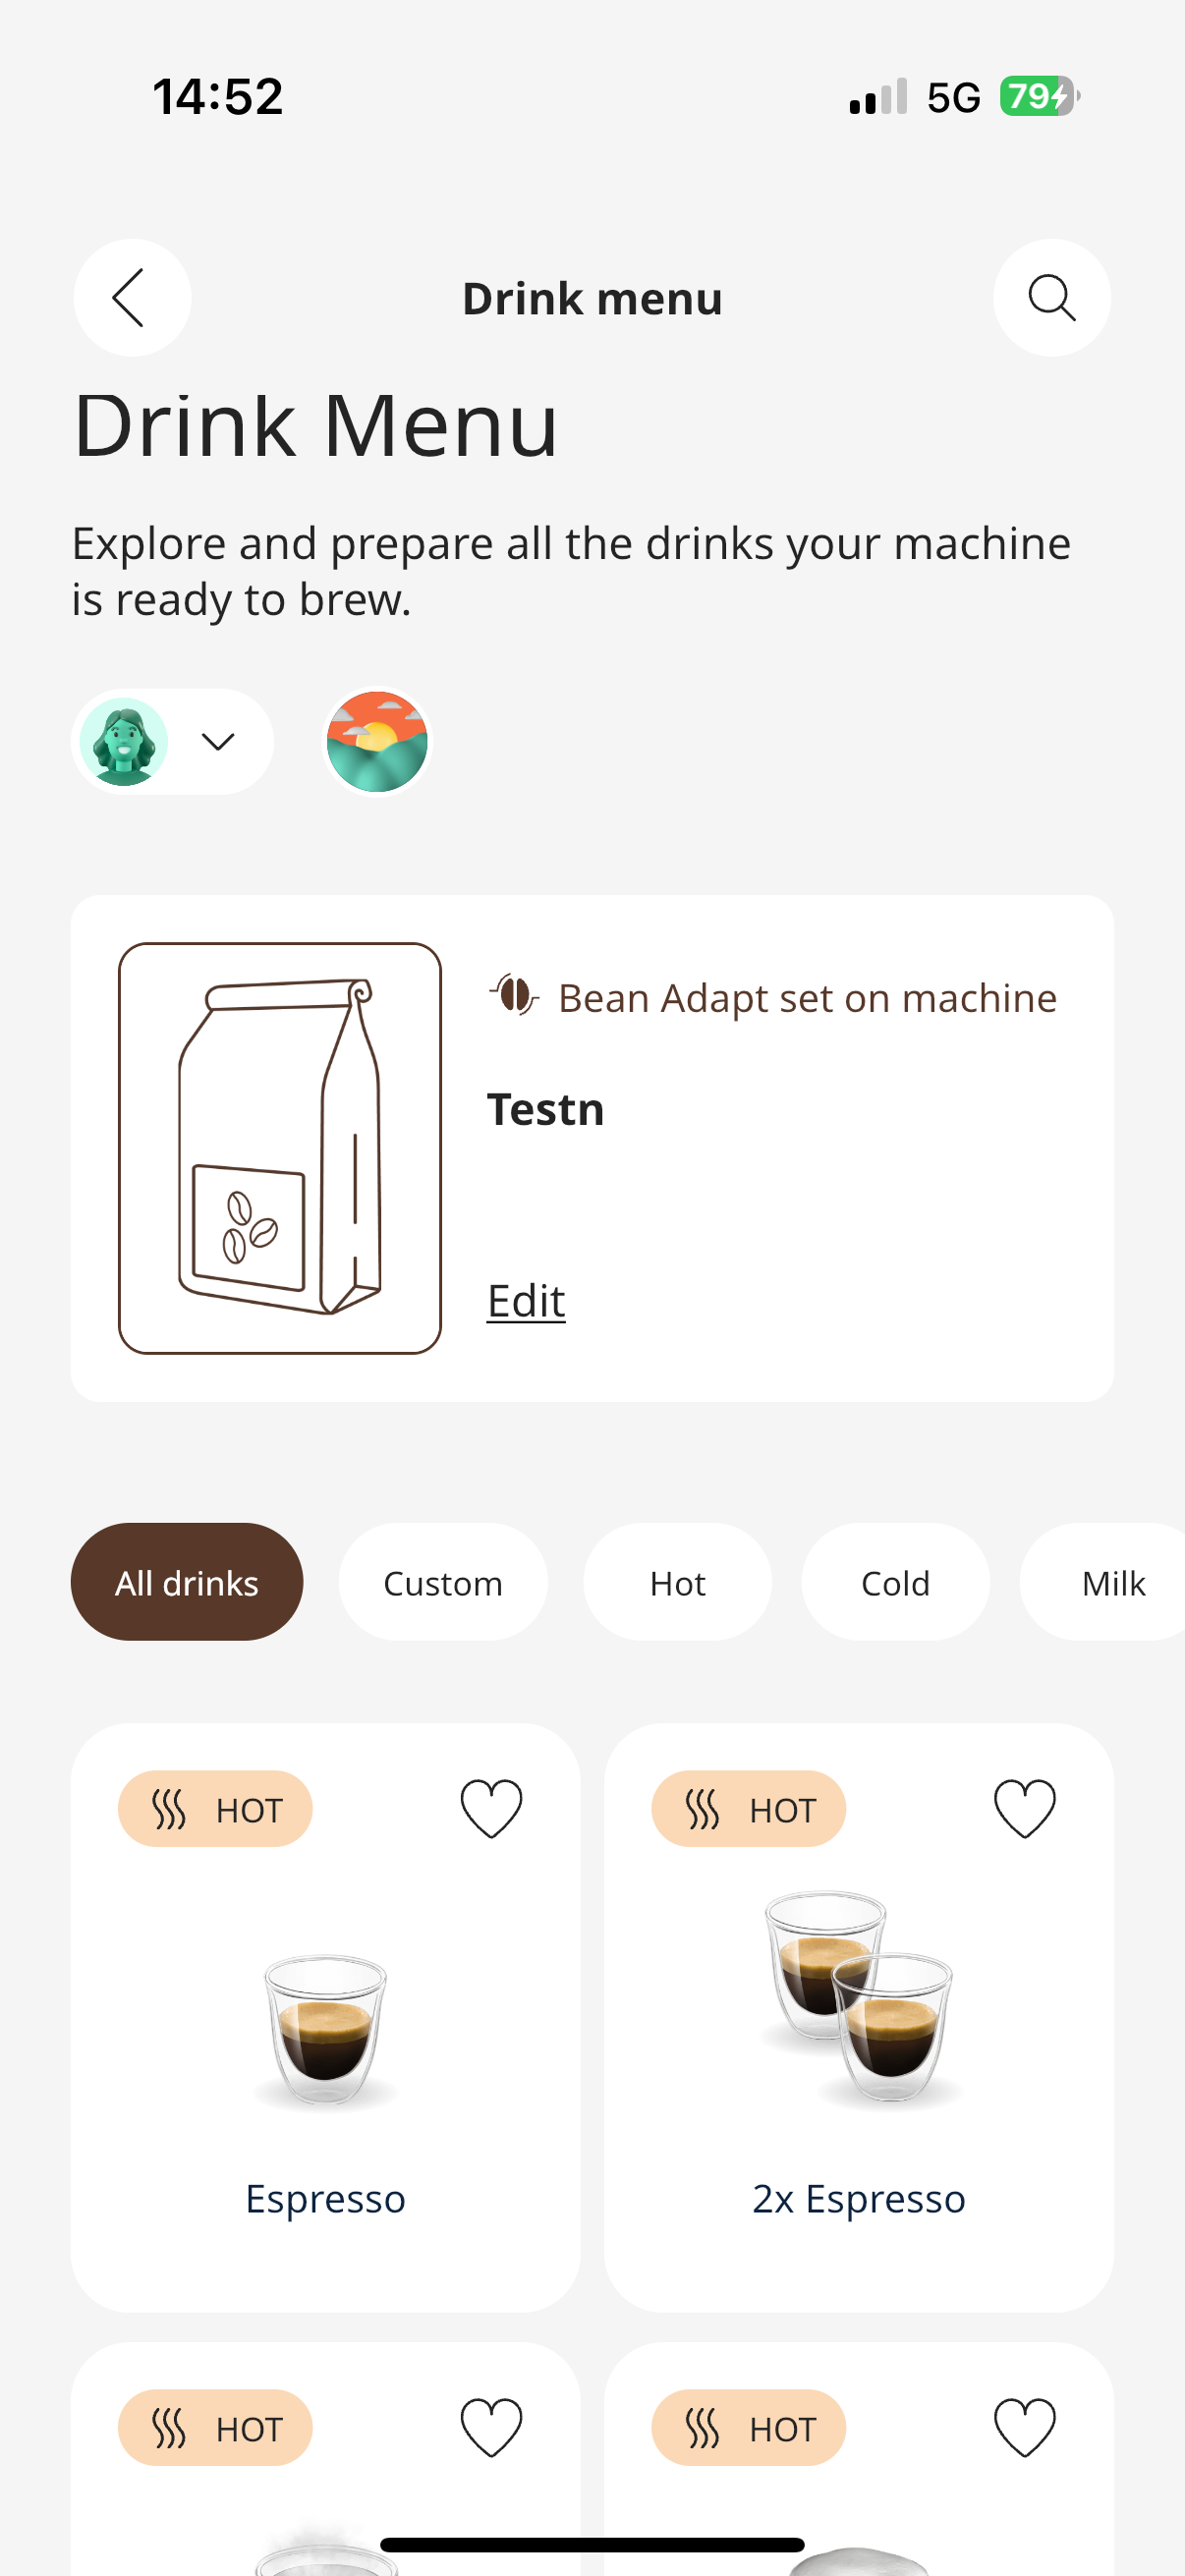 14:52
5G
79
Drink menu
Drink Menu
Explore and prepare all the drinks your machine
is ready to brew.
Bean Adapt set on machine
Testn
Edit
All drinks
Custom
Hot
Cold
Milk
HOT
HOT
Espresso
2x Espresso
HOT
HOT